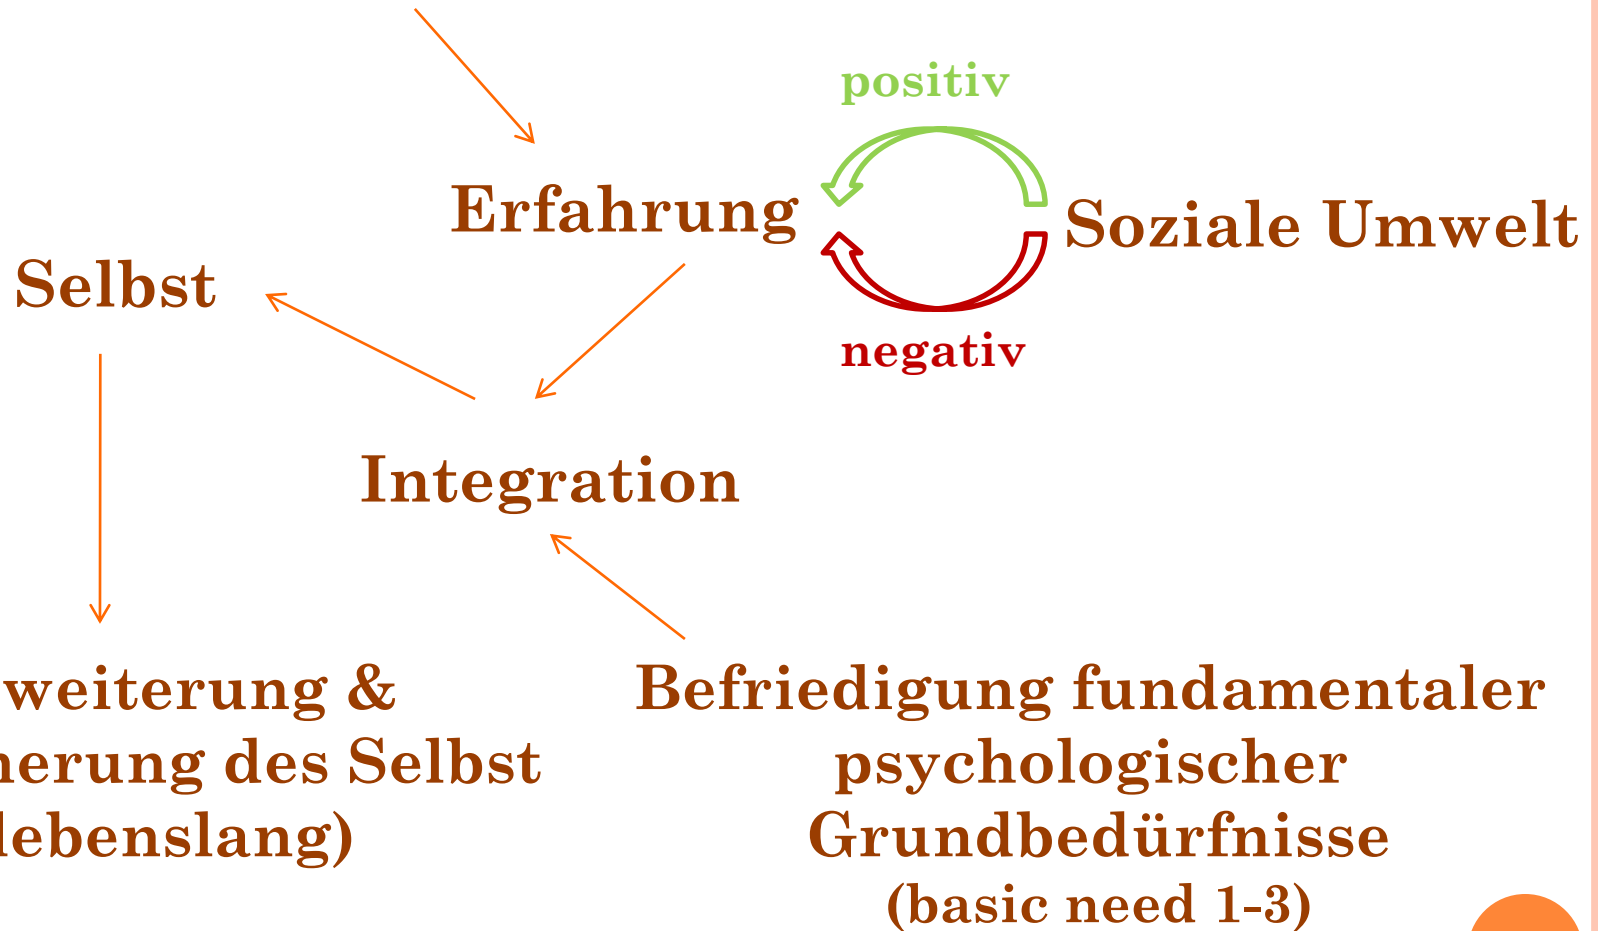 positiv
Erfahrung
Soziale Umwelt
Selbst
negativ
Integration
weiterung &
erung des Selbst
lebenslang)
Befriedigung fundamentaler
psychologischer
Grundbedürfnisse
(basic need 1-3)